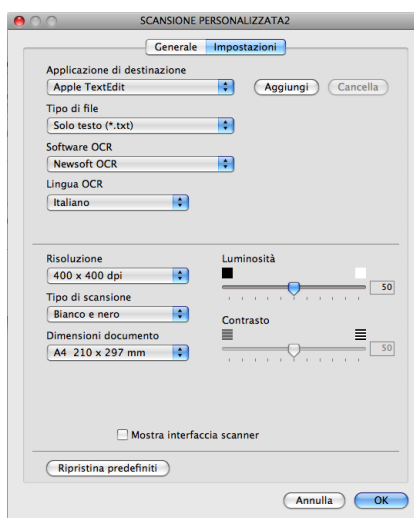 SCANSIONE PERSONALIZZATA2
Generale Impostazioni
Applicazione di destinazione
Apple TextEdit Aggiungi Cancella
Tipo di file
Solo testo (*.txt)
Software OCR
Newsoft OCR
Lingua OCR
Italiano
Risoluzione
400 x 400 dpi
Tipo di scansione
Bianco e nero
Dimensioni documento
A4 210 x 297 mm
Luminosità
50
Contrasto
50
Mostra interfaccia scanner
Ripristina predefiniti
Annulla OK